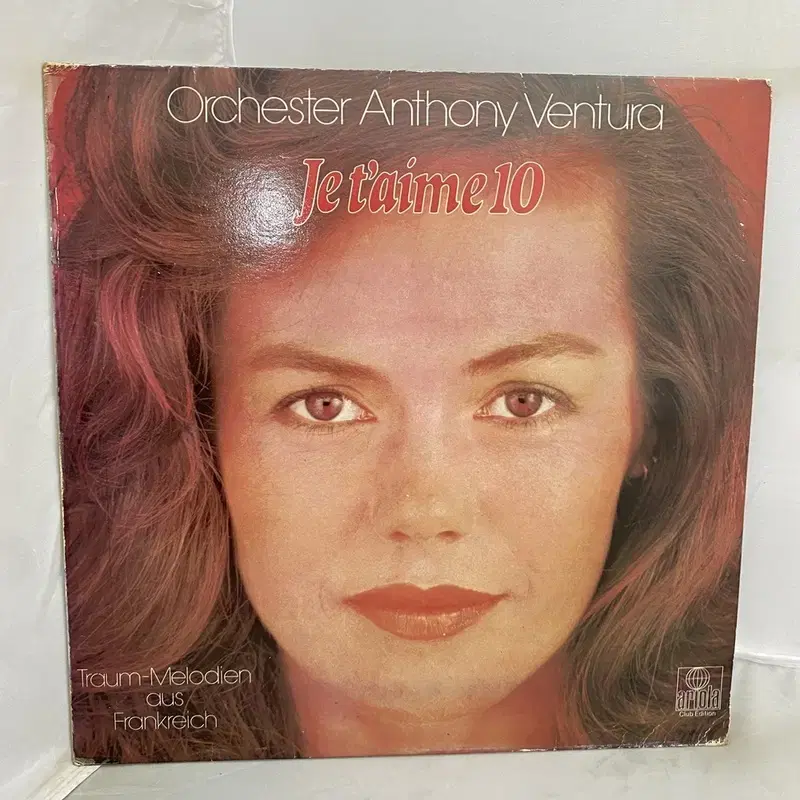 Orchester Anthony Ventura
Je t'aime 10
Traum-Melodien
aus
Frankreich
ariola
Club Edition